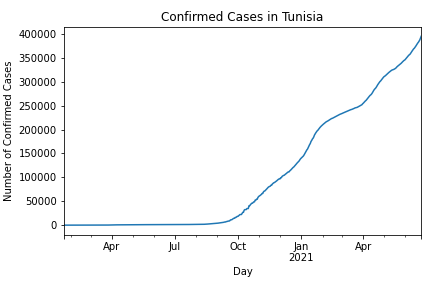 Confirmed Cases in Tunisia
Number of Confirmed Cases
400000
350000
300000
250000
200000
150000
100000
50000
0
Apr
Jul
Oct
Jan
2021
Apr
Day